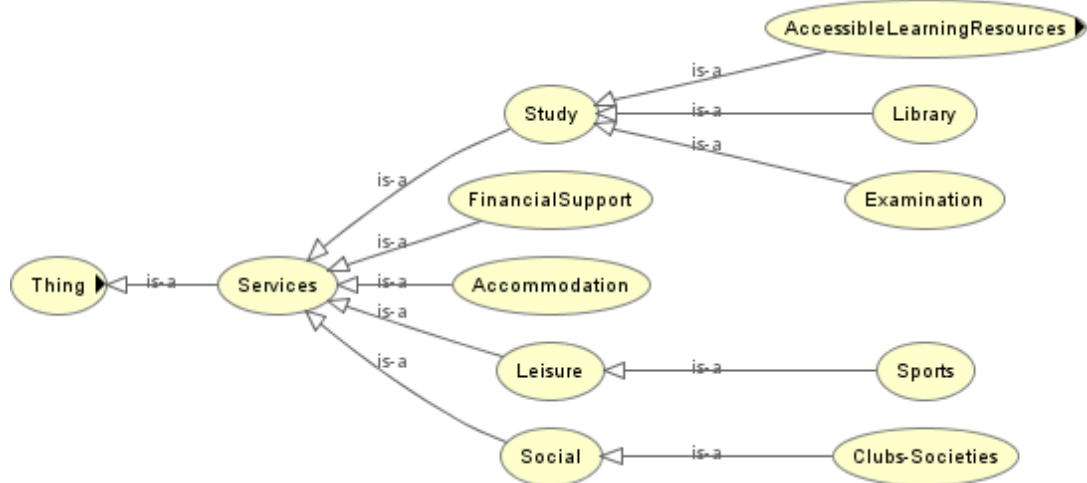 AccessibleLearningResources
is-a
Study
is-a
Library
is-a
is-a
Examination
is-a
FinancialSupport
is-a
Thing
is-a
Services
is-a
Accommodation
is-a
Leisure
is-a
Sports
is-a
Social
is-a
Clubs-Societies